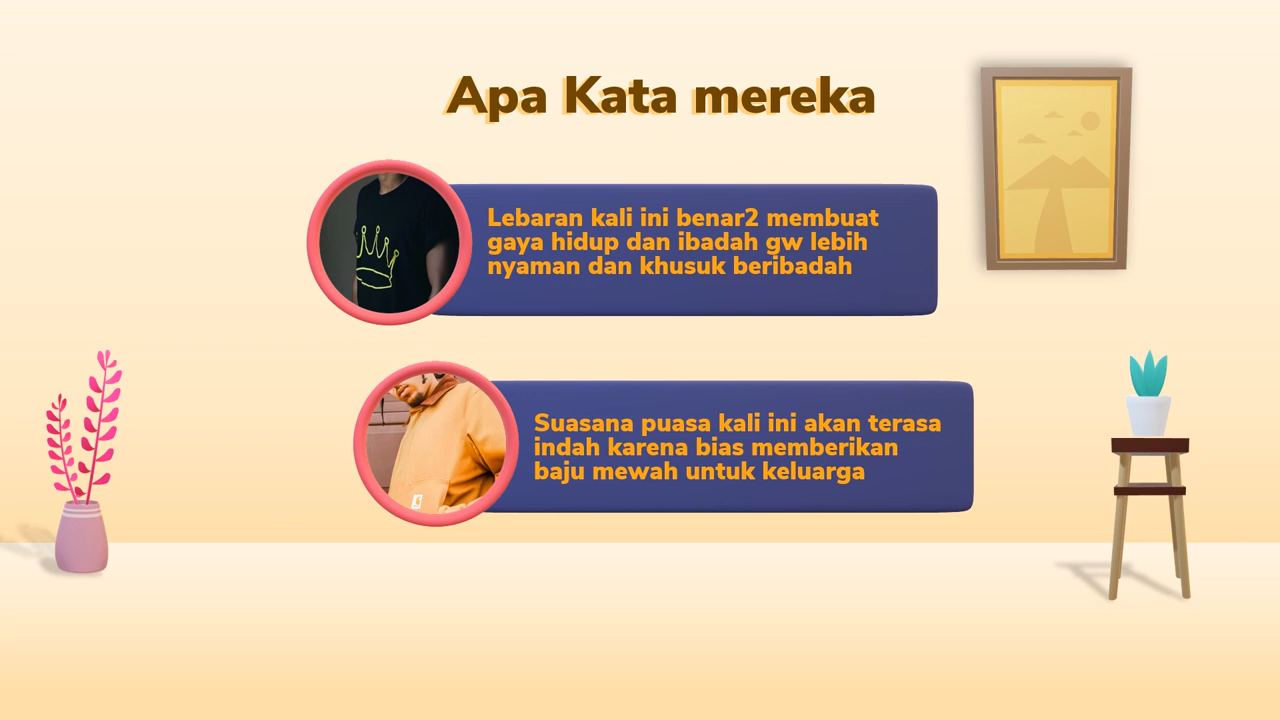 Apa Kata mereka
Lebaran kali ini benar2 membuat
gaya hidup dan ibadah gw lebih
nyaman dan khusuk beribadah
Suasana puasa kali ini akan terasa
indah karena bias memberikan
baju mewah untuk keluarga